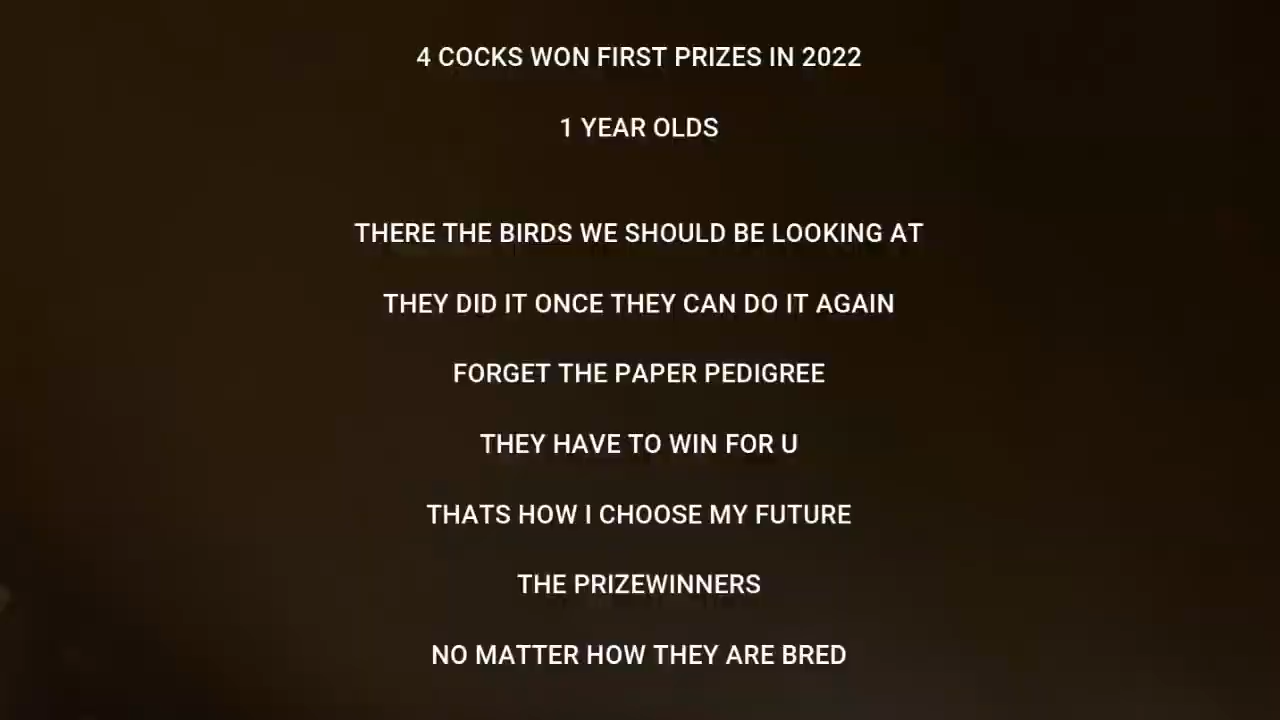 4 COCKS WON FIRST PRIZES IN 2022
1 YEAR OLDS
THERE THE BIRDS WE SHOULD BE LOOKING AT
THEY DID IT ONCE THEY CAN DO IT AGAIN
FORGET THE PAPER PEDIGREE
THEY HAVE TO WIN FOR U
THATS HOW I CHOOSE MY FUTURE
THE PRIZEWINNERS
NO MATTER HOW THEY ARE BRED